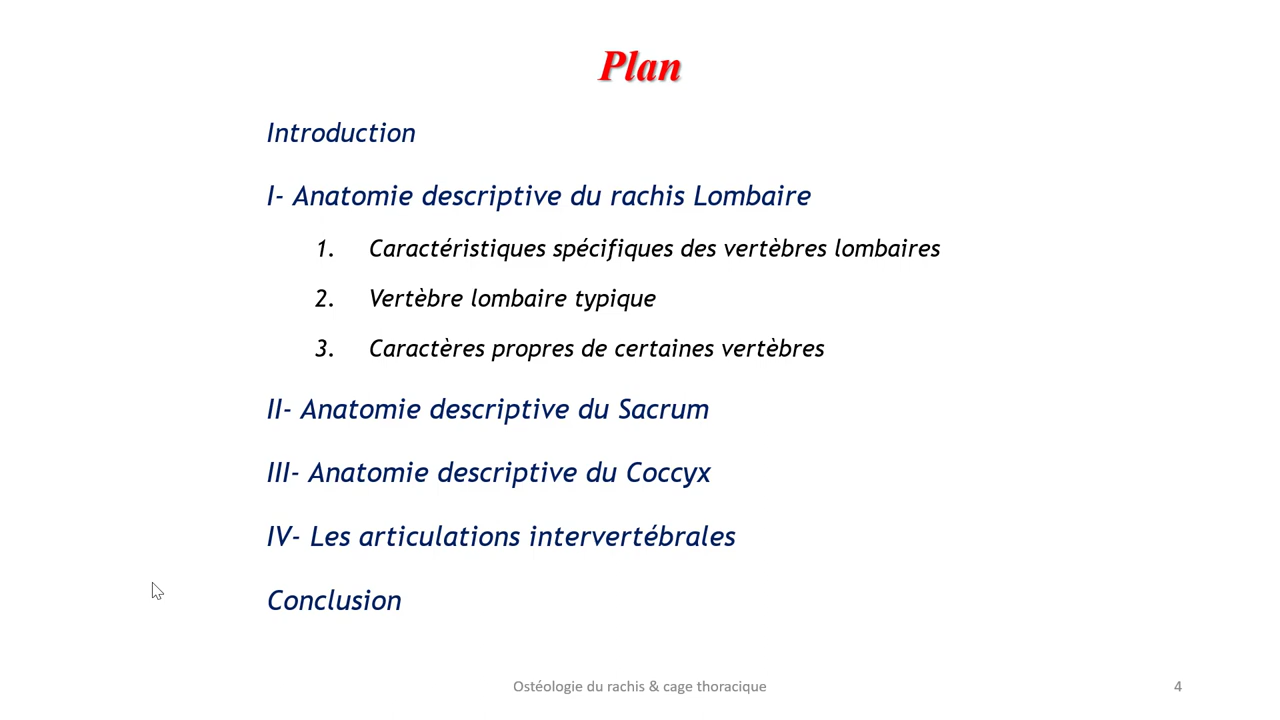 Plan
Introduction
I- Anatomie descriptive du rachis Lombaire
1. Caractéristiques spécifiques des vertèbres lombaires
2. Vertèbre lombaire typique
3. Caractères propres de certaines vertèbres
II- Anatomie descriptive du Sacrum
III- Anatomie descriptive du Coccyx
IV- Les articulations intervertébrales
Conclusion
Ostéologie du rachis & cage thoracique
4